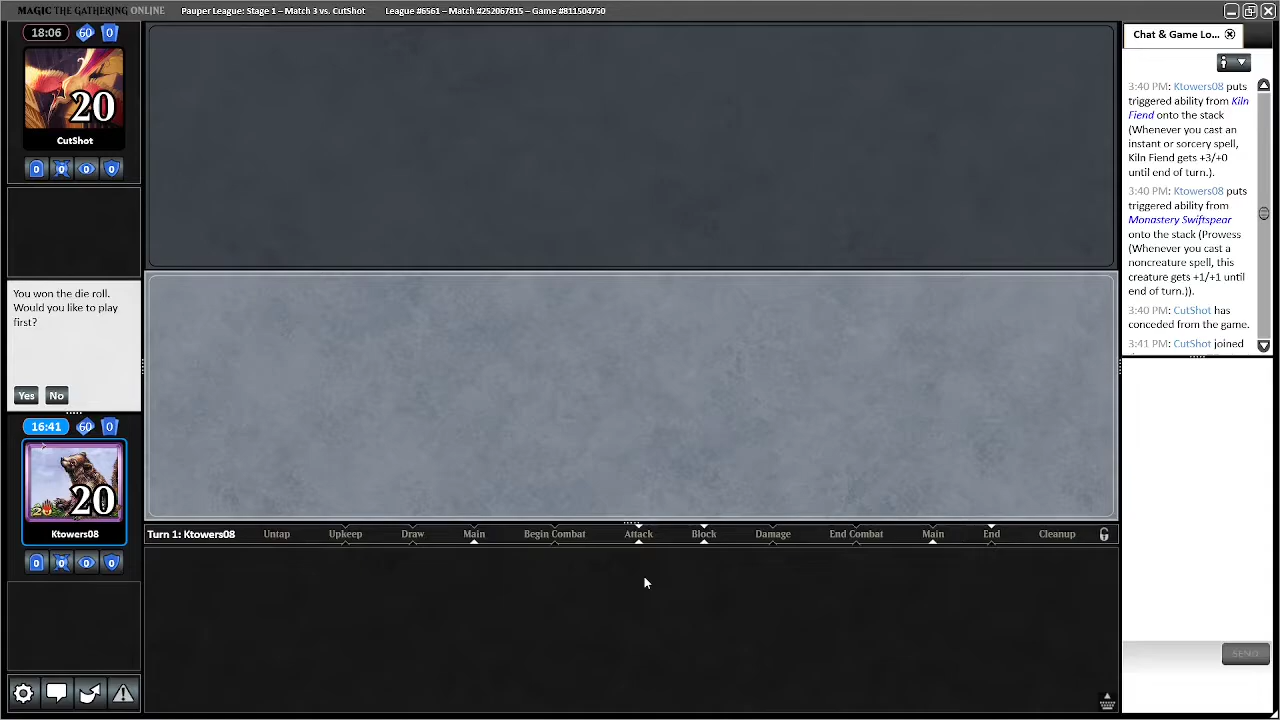 MAGIC THE GATHERING ONLINE Pauper League: Stage 1 – Match 3 vs. CutShot League #6561 – Match #252067815 – Game #811504750
18:06 60 0
20
CutShot
0 0 0 0
You won the die roll.
Would you like to play
first?
Yes No
16:41 60 0
20
Ktowers08
0 0 0 0
Turn 1: Ktowers08 Untap Upkeep Draw Main Begin Combat Attack Block Damage End Combat Main End Cleanup
Chat & Game Lo...
3:40 PM: Ktowers08 puts
triggered ability from Kiln
Fiend onto the stack
(Whenever you cast an
instant or sorcery spell,
Kiln Fiend gets +3/+0
until end of turn.).
3:40 PM: Ktowers08 puts
triggered ability from
Monastery Swiftspear
onto the stack (Prowess
(Whenever you cast a
noncreature spell, this
creature gets +1/+1 until
end of turn.)).
3:40 PM: CutShot has
conceded from the game.
3:41 PM: CutShot joined
SEND